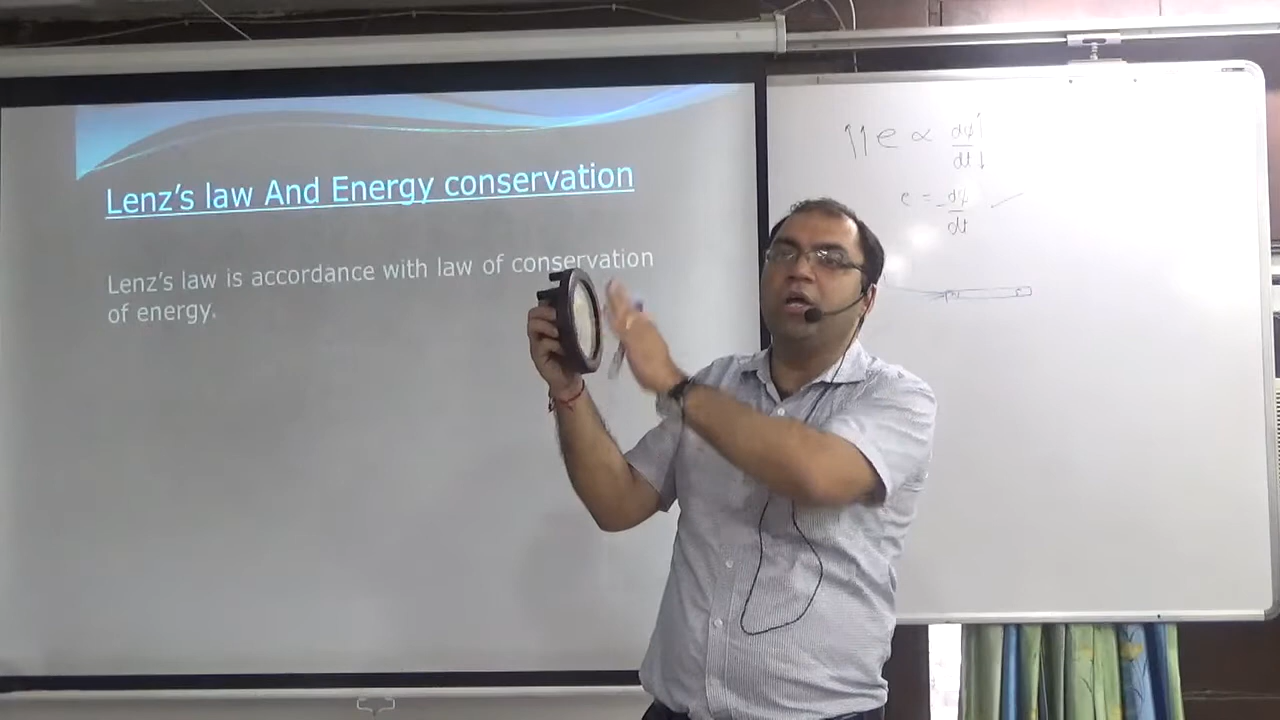 Lenz's law And Energy conservation
Lenz's law is accordance with law of conservation
of energy.
↑↑ e ∝ dφ↑
dt↓
e = -dφ
dt